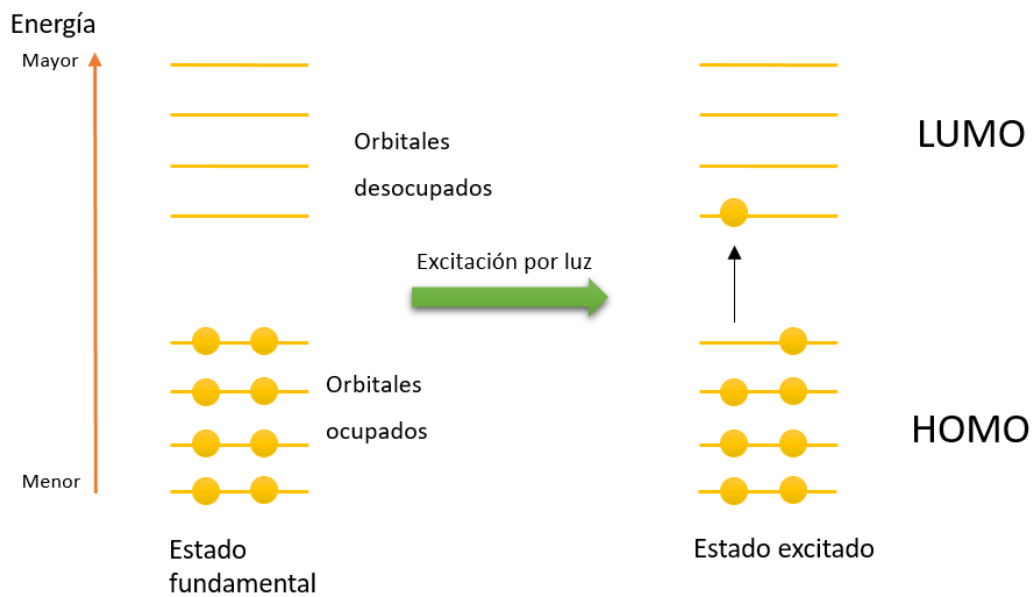 Energía
Mayor
Orbitales
desocupados
LUMO
Excitación por luz
Orbitales
ocupados
HOMO
Menor
Estado
fundamental
Estado excitado